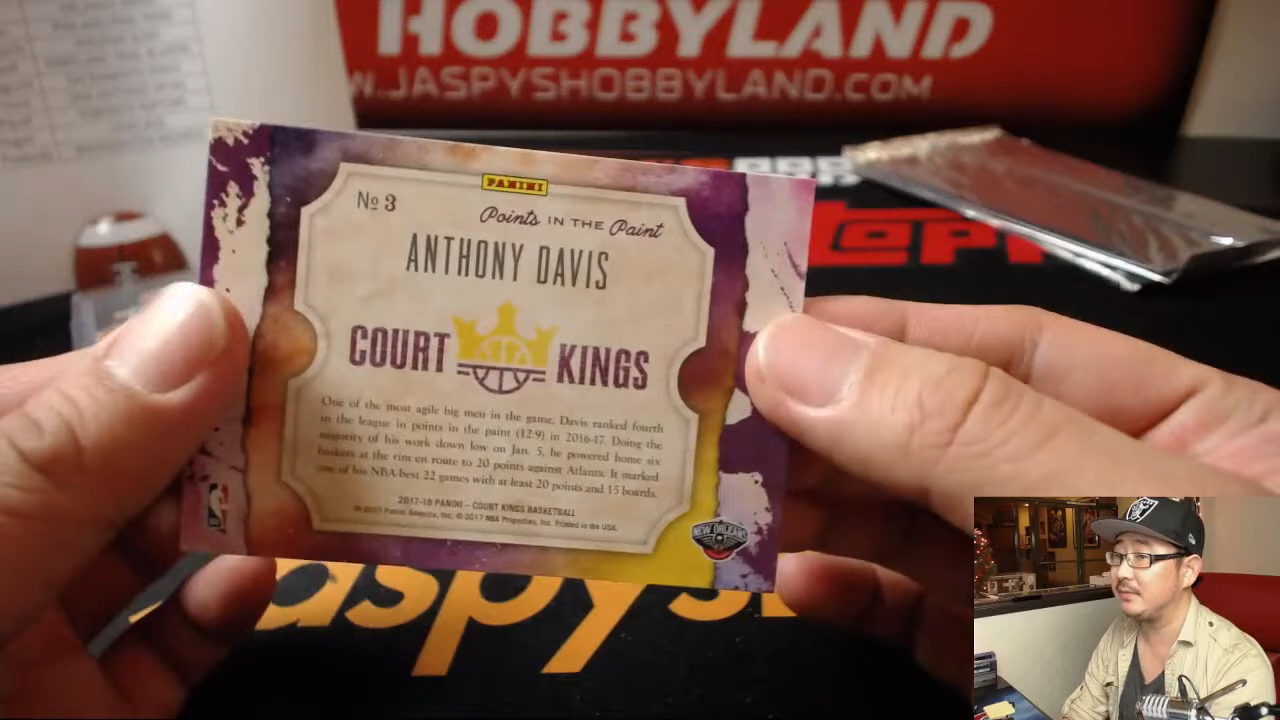 HOBBYLAND
W.JASPYSHOBBYLAND.COM
PANINI
№ 3
Points IN THE Paint
ANTHONY DAVIS
COURT KINGS
One of the most agile big men in the game, Davis ranked fourth
in the league in points in the paint (12.9) in 2016-17. Doing the
majority of his work down low on Jan. 5, he powered home six
baskets at the rim en route to 20 points against Atlanta. It marked
one of his NBA-best 22 games with at least 20 points and 15 boards.
2017-18 PANINI – COURT KINGS BASKETBALL
© 2017 Panini America, Inc. © 2017 NBA Properties, Inc. Printed in the USA.
NEW ORLEANS
topp
jaspys